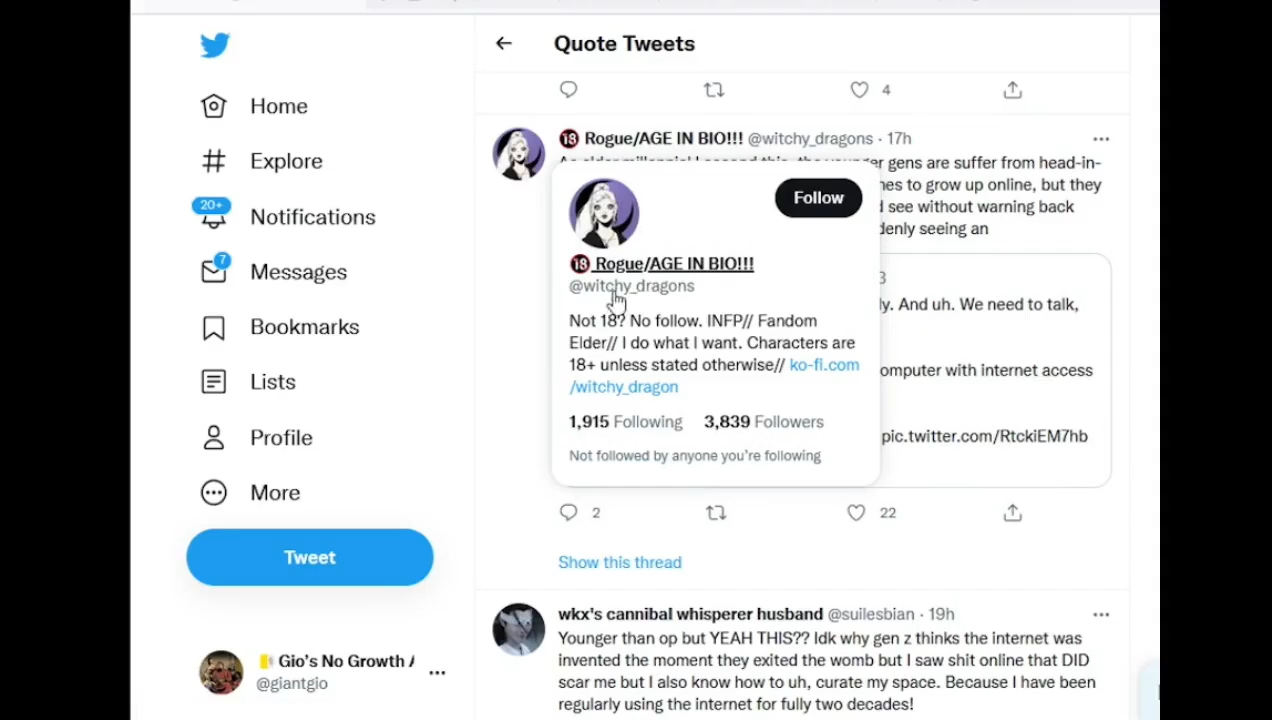 Quote Tweets
Home
Explore
20+
Notifications
7
Messages
Bookmarks
Lists
Profile
More
Tweet
Gio's No Growth
@giantgio
4
18 Rogue/AGE IN BIO!!! @witchy_dragons · 17h
gens are suffer from head-in-
nes to grow up online, but they
see without warning back
denly seeing an
Follow
18 Rogue/AGE IN BIO!!!
@witchy_dragons
Not 18? No follow. INFP// Fandom
Elder// I do what I want. Characters are
18+ unless stated otherwise// ko-fi.com
/witchy_dragon
1,915 Following 3,839 Followers
Not followed by anyone you're following
3
ly. And uh. We need to talk,
omputer with internet access
pic.twitter.com/RtckiEM7hb
2
22
Show this thread
wkx's cannibal whisperer husband @suilesbian · 19h
Younger than op but YEAH THIS?? Idk why gen z thinks the internet was
invented the moment they exited the womb but I saw shit online that DID
scar me but I also know how to uh, curate my space. Because I have been
regularly using the internet for fully two decades!